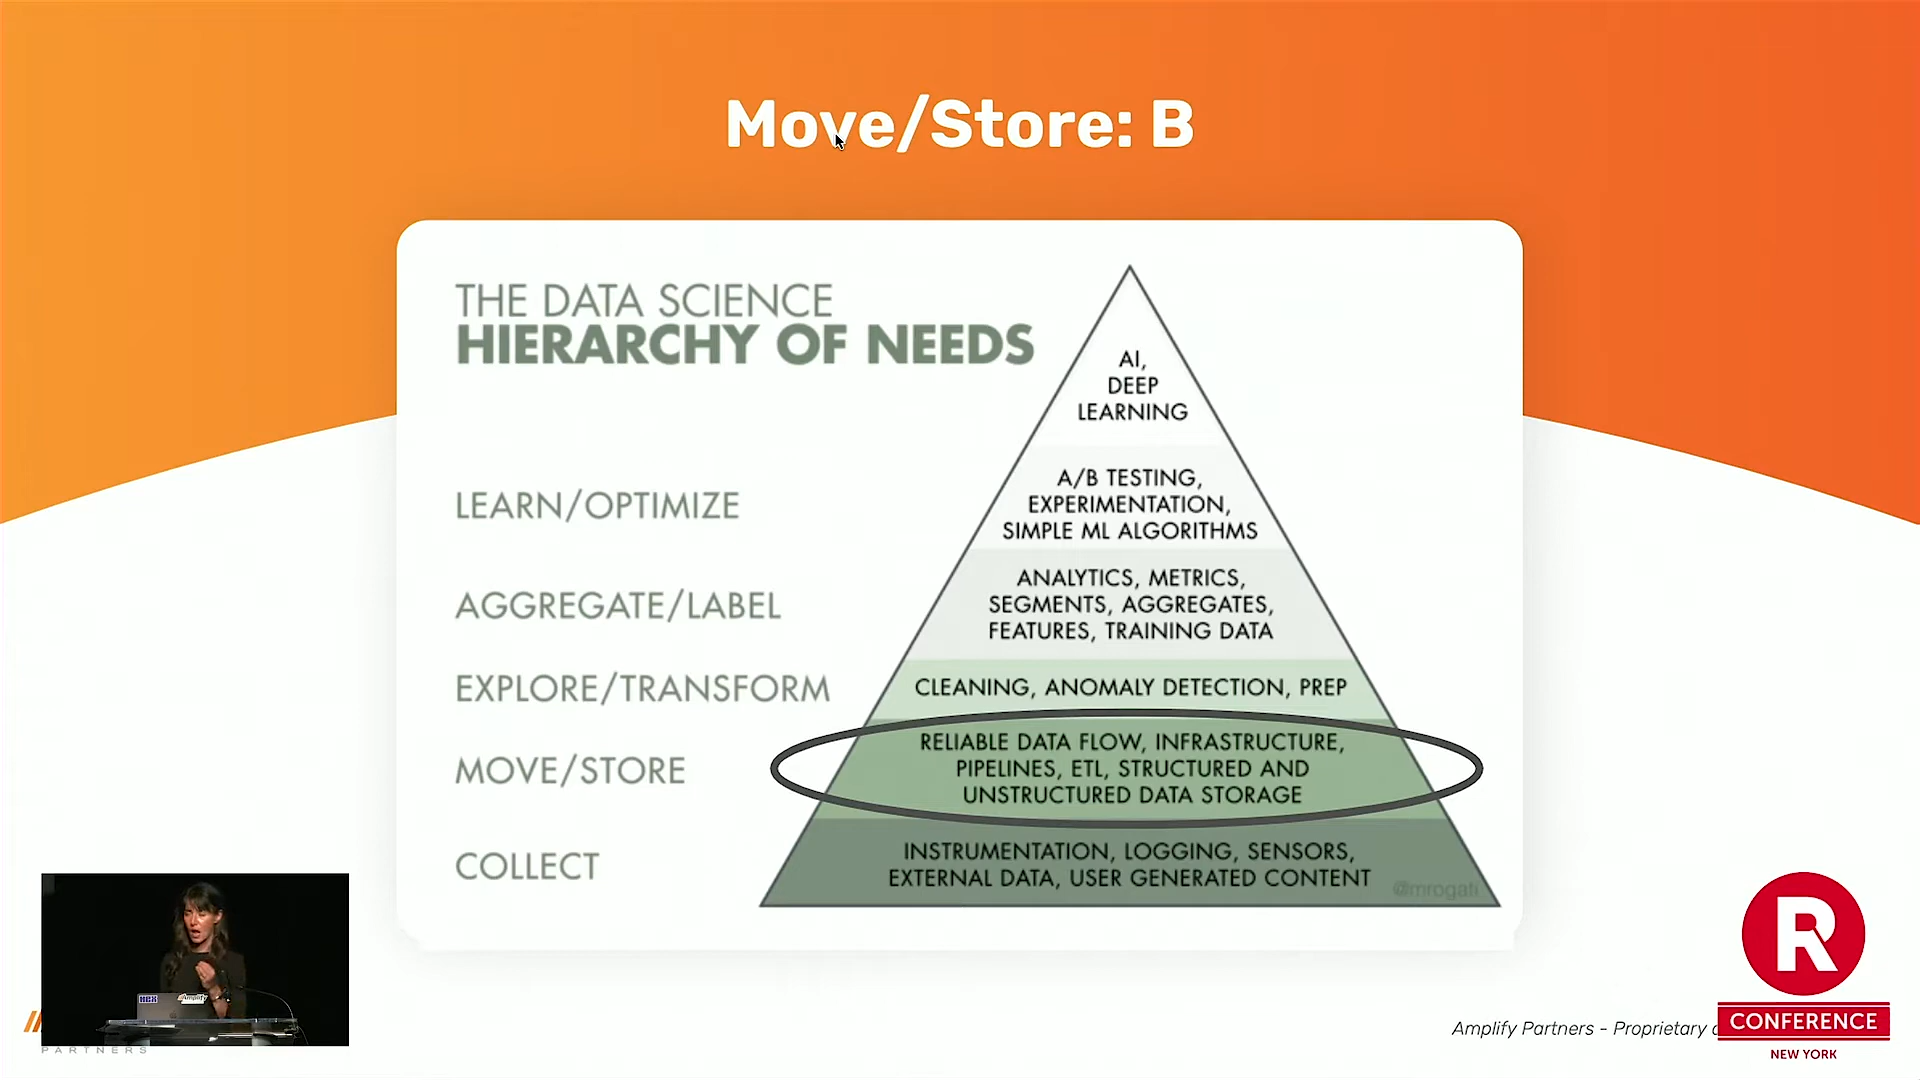 Move/Store: B
THE DATA SCIENCE
HIERARCHY OF NEEDS
AI,
DEEP
LEARNING
LEARN/OPTIMIZE
A/B TESTING,
EXPERIMENTATION,
SIMPLE ML ALGORITHMS
AGGREGATE/LABEL
ANALYTICS, METRICS,
SEGMENTS, AGGREGATES,
FEATURES, TRAINING DATA
EXPLORE/TRANSFORM
CLEANING, ANOMALY DETECTION, PREP
MOVE/STORE
RELIABLE DATA FLOW, INFRASTRUCTURE,
PIPELINES, ETL, STRUCTURED AND
UNSTRUCTURED DATA STORAGE
COLLECT
INSTRUMENTATION, LOGGING, SENSORS,
EXTERNAL DATA, USER GENERATED CONTENT
@mrogati
HEX
Amplify
PARTNERS
Amplify Partners - Proprietary
R
CONFERENCE
NEW YORK